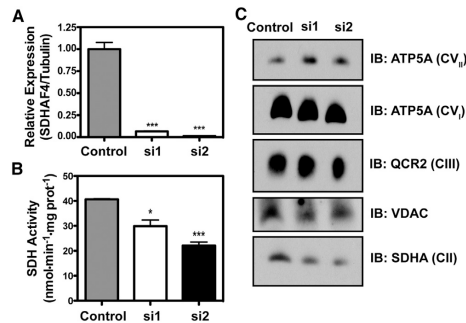 A
Relative Expression
(SDHAF4/Tubulin)
1.25
1.00
0.75
0.50
0.25
0.00
***
***
Control si1 si2
B
SDH Activity
nmol·min-1·mg prot-1)
50
40
30
20
10
0
*
***
Control si1 si2
C
Control si1 si2
IB: ATP5A (CVII)
IB: ATP5A (CVI)
IB: QCR2 (CIII)
IB: VDAC
IB: SDHA (CII)